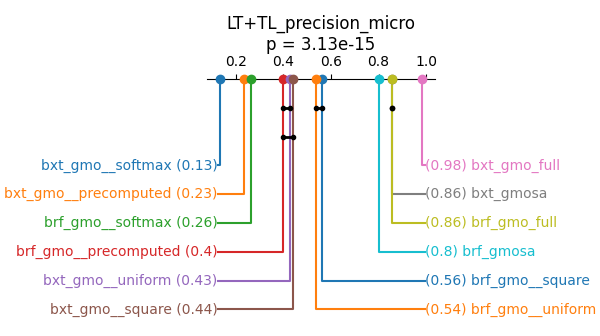 LT+TL_precision_micro
p = 3.13e-15
0.2 0.4 0.6 0.8 1.0
bxt_gmo__softmax (0.13) (0.98) bxt_gmo_full
bxt_gmo__precomputed (0.23) (0.86) bxt_gmosa
brf_gmo__softmax (0.26) (0.86) brf_gmo_full
brf_gmo__precomputed (0.4) (0.8) brf_gmosa
bxt_gmo__uniform (0.43) (0.56) brf_gmo__square
bxt_gmo__square (0.44) (0.54) brf_gmo__uniform